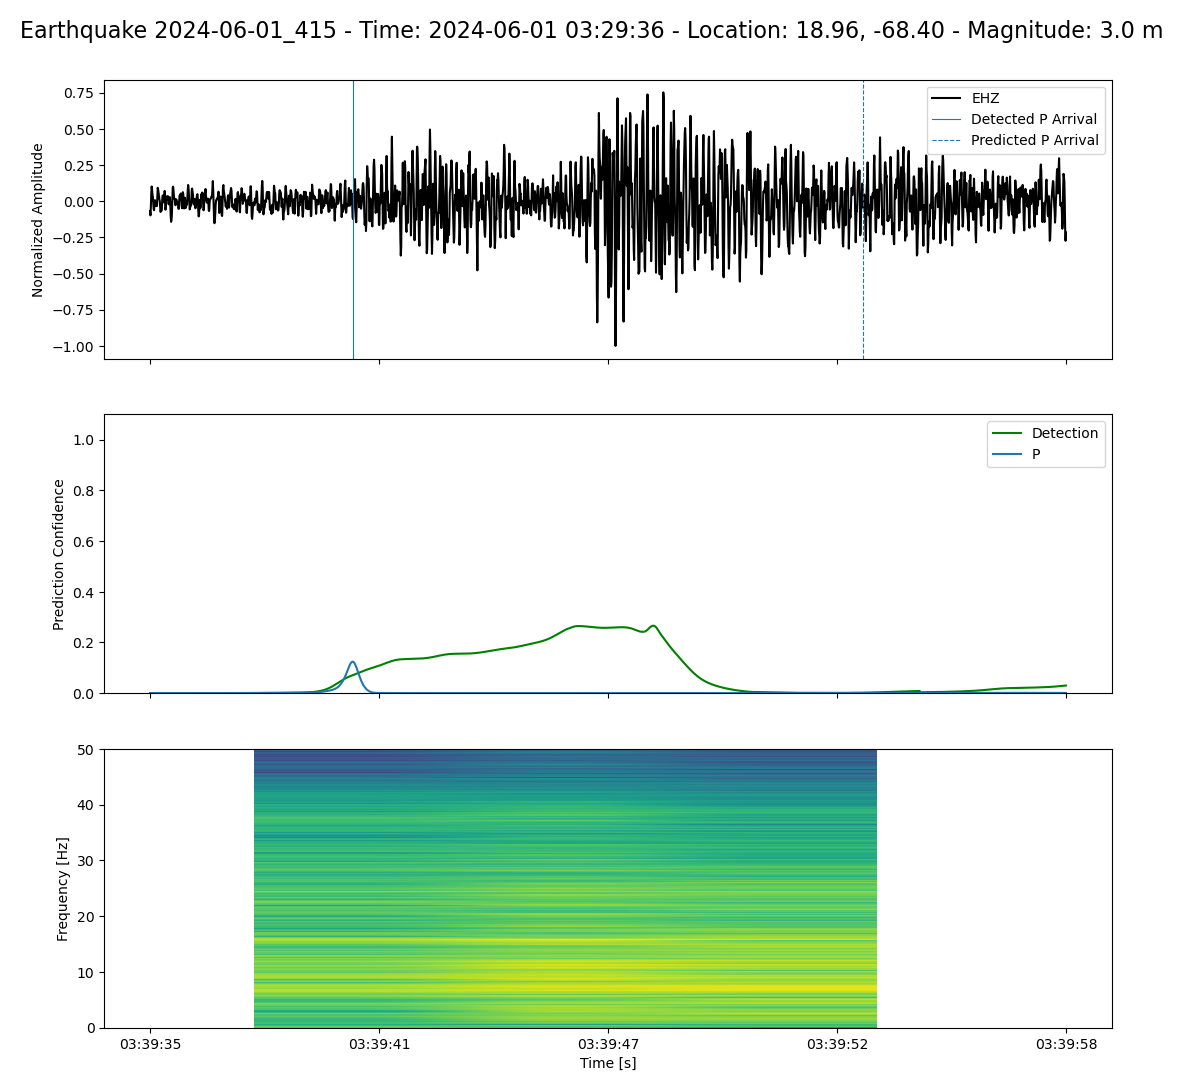 Earthquake 2024-06-01_415 - Time: 2024-06-01 03:29:36 - Location: 18.96, -68.40 - Magnitude: 3.0 m
Normalized Amplitude
0.75
0.50
0.25
0.00
−0.25
−0.50
−0.75
−1.00
EHZ
Detected P Arrival
Predicted P Arrival
Prediction Confidence
1.0
0.8
0.6
0.4
0.2
0.0
Detection
P
Frequency [Hz]
50
40
30
20
10
0
03:39:35
03:39:41
03:39:47
03:39:52
03:39:58
Time [s]